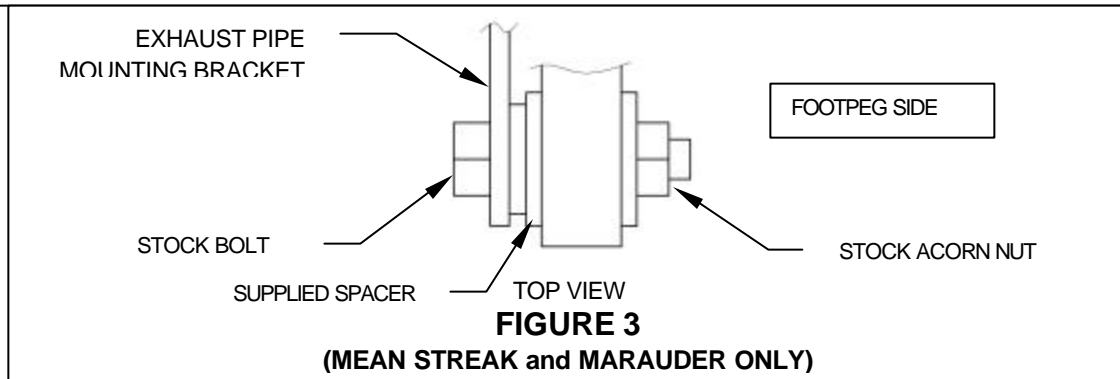 EXHAUST PIPE
MOUNTING BRACKET
FOOTPEG SIDE
STOCK BOLT
STOCK ACORN NUT
SUPPLIED SPACER
TOP VIEW
FIGURE 3
(MEAN STREAK and MARAUDER ONLY)